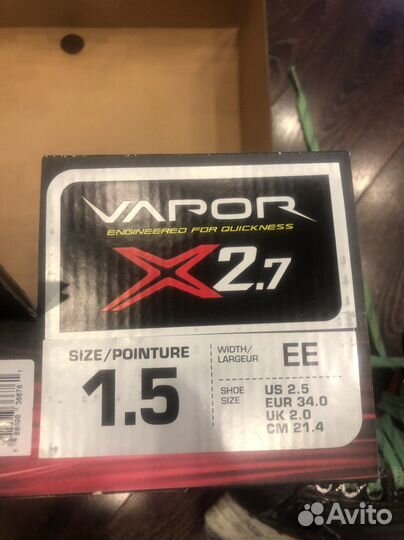 VAPOR
ENGINEERED FOR QUICKNESS
X2.7
SIZE/POINTURE
1.5
WIDTH/
LARGEUR
EE
SHOE
SIZE
US 2.5
EUR 34.0
UK 2.0
CM 21.4
Avito